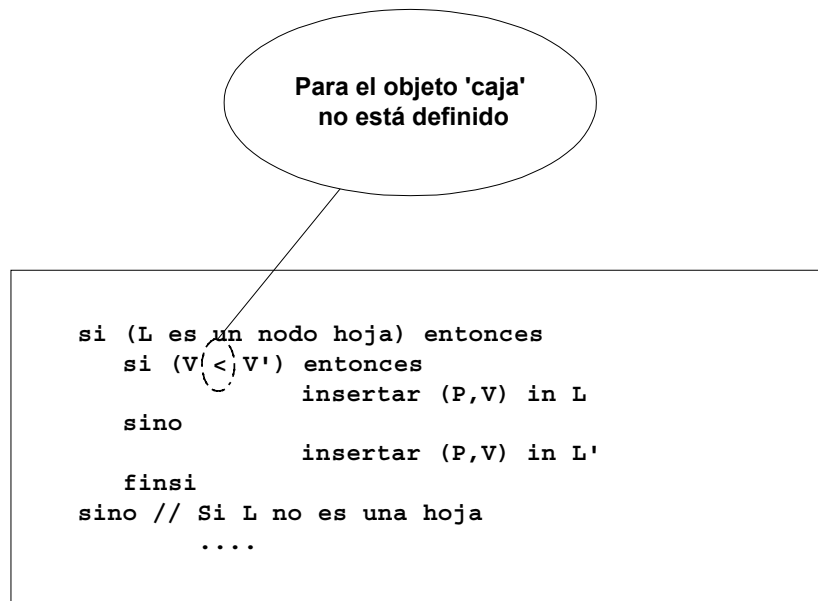 Para el objeto 'caja'
no está definido
si (L es un nodo hoja) entonces
si (V < V') entonces
insertar (P,V) in L
sino
insertar (P,V) in L'
finsi
sino // Si L no es una hoja
....